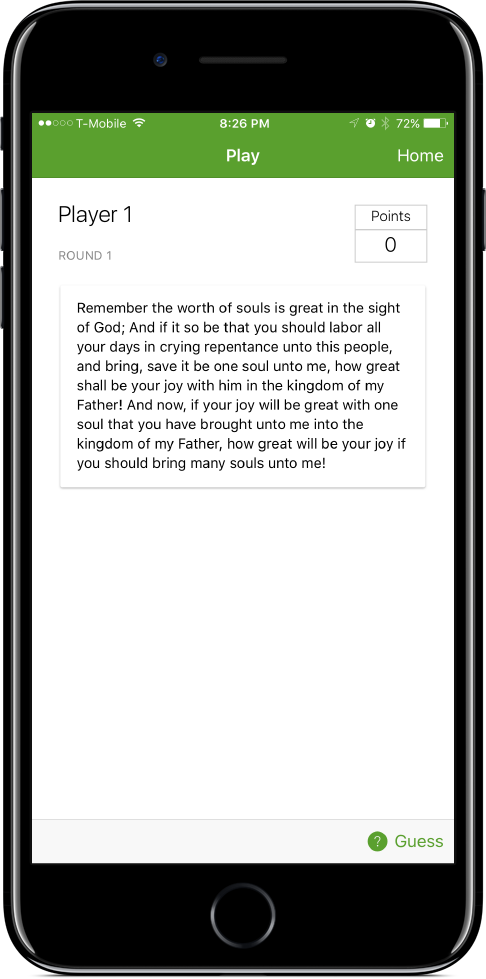 T-Mobile 8:26 PM 72%
Play Home
Player 1
Points
0
ROUND 1
Remember the worth of souls is great in the sight
of God; And if it so be that you should labor all
your days in crying repentance unto this people,
and bring, save it be one soul unto me, how great
shall be your joy with him in the kingdom of my
Father! And now, if your joy will be great with one
soul that you have brought unto me into the
kingdom of my Father, how great will be your joy if
you should bring many souls unto me!
? Guess